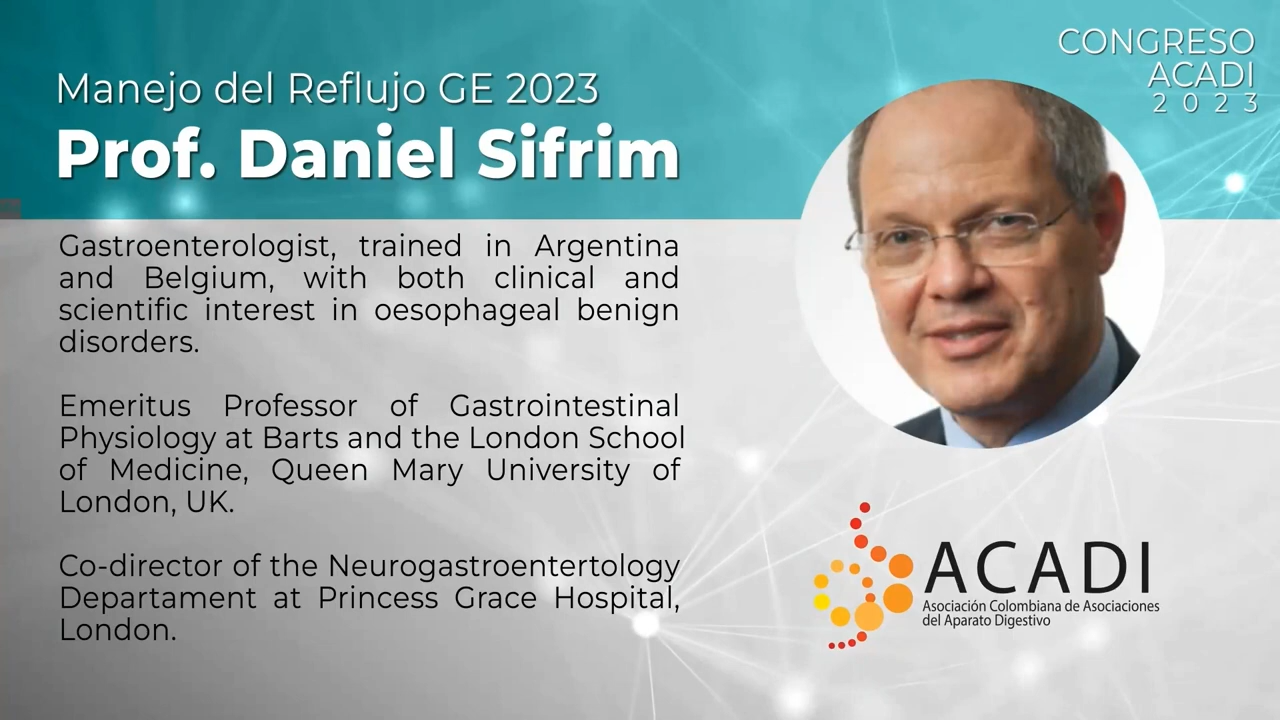 CONGRESO
ACADI
2023
Manejo del Reflujo GE 2023
Prof. Daniel Sifrim
Gastroenterologist, trained in Argentina
and Belgium, with both clinical and
scientific interest in oesophageal benign
disorders.
Emeritus Professor of Gastrointestinal
Physiology at Barts and the London School
of Medicine, Queen Mary University of
London, UK.
Co-director of the Neurogastroentertology
Departament at Princess Grace Hospital,
London.
ACADI
Asociación Colombiana de Asociaciones
del Aparato Digestivo